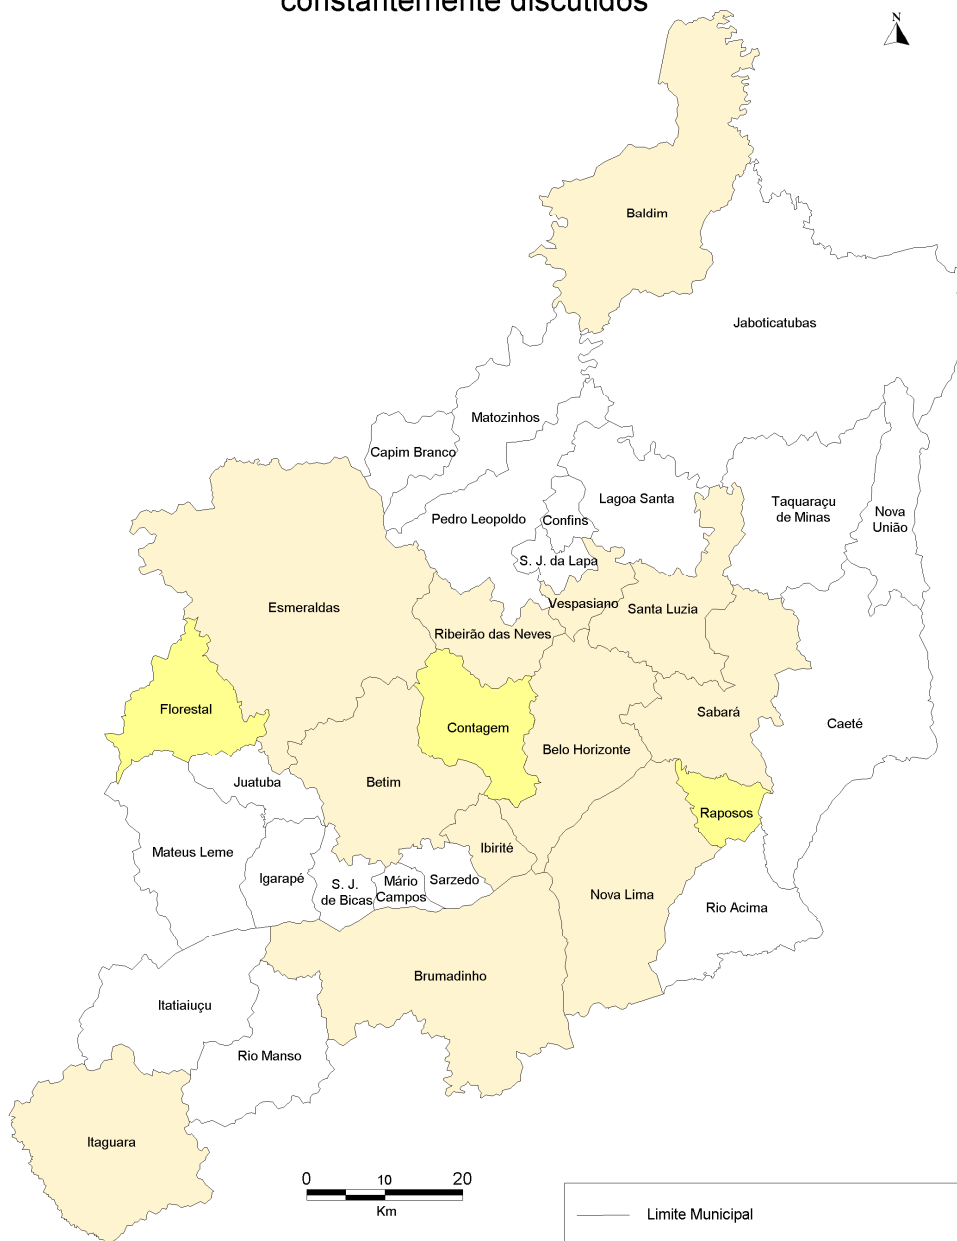 constantemente discutidos
N
Baldim
Jaboticatubas
Matozinhos
Capim Branco
Lagoa Santa
Taquaraçu
de Minas
Nova
União
Pedro Leopoldo
Confins
S. J. da Lapa
Esmeraldas
Vespasiano
Santa Luzia
Ribeirão das Neves
Florestal
Contagem
Sabará
Caeté
Belo Horizonte
Juatuba
Betim
Raposos
Mateus Leme
Ibirité
Igarapé
S. J.
de Bicas
Mário
Campos
Sarzedo
Nova Lima
Rio Acima
Brumadinho
Itatiaiuçu
Rio Manso
Itaguara
0 10 20
Km
Limite Municipal